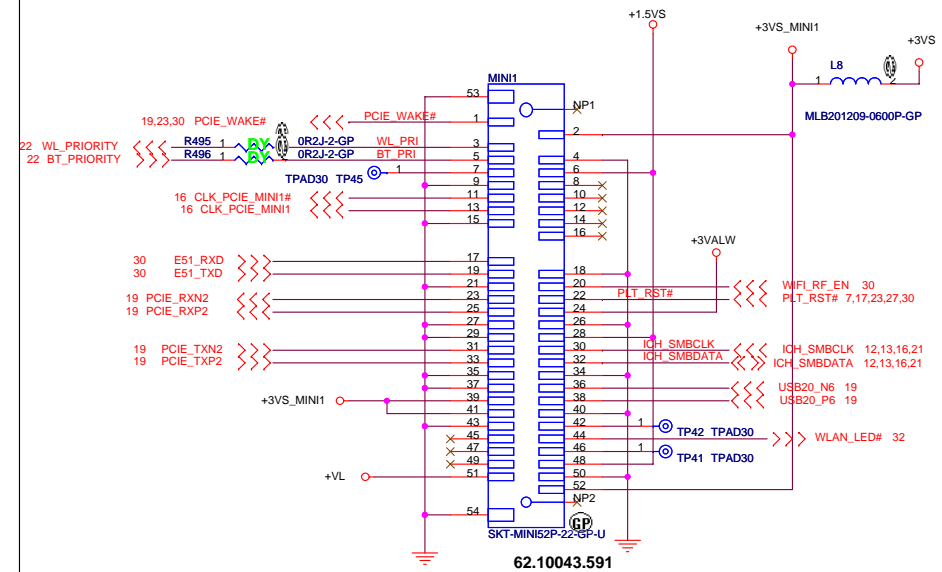 +1.5VS
+3VS_MINI1
+3VS
L8
1
2
MLB201209-0600P-GP
MINI1
53
NP1
19,23,30 PCIE_WAKE#
PCIE_WAKE#
1
2
22 WL_PRIORITY
R495 1
DY
0R2J-2-GP
WL_PRI
3
4
22 BT_PRIORITY
R496 1
DY
0R2J-2-GP
BT_PRI
5
6
TPAD30 TP45
1
7
8
9
10
16 CLK_PCIE_MINI1#
11
12
16 CLK_PCIE_MINI1
13
14
15
16
+3VALW
30 E51_RXD
17
18
30 E51_TXD
19
20
WIFI_RF_EN 30
21
22
PLT_RST#
PLT_RST# 7,17,23,27,30
19 PCIE_RXN2
23
24
19 PCIE_RXP2
25
26
27
28
29
30
ICH_SMBCLK
ICH_SMBCLK 12,13,16,21
19 PCIE_TXN2
31
32
ICH_SMBDATA
ICH_SMBDATA 12,13,16,21
19 PCIE_TXP2
33
34
35
36
USB20_N6 19
37
38
USB20_P6 19
+3VS_MINI1
39
40
41
42
1
TP42 TPAD30
43
44
WLAN_LED# 32
45
46
1
TP41 TPAD30
47
48
49
50
+VL
51
52
NP2
54
GP
SKT-MINI52P-22-GP-U
62.10043.591